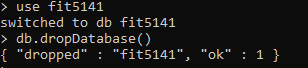 > use fit5141
switched to db fit5141
> db.dropDatabase()
{ "dropped" : "fit5141", "ok" : 1 }